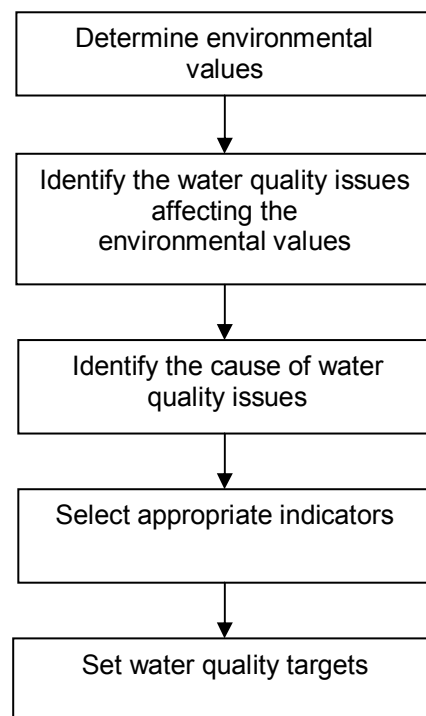 Determine environmental
values
Identify the water quality issues
affecting the
environmental values
Identify the cause of water
quality issues
Select appropriate indicators
Set water quality targets